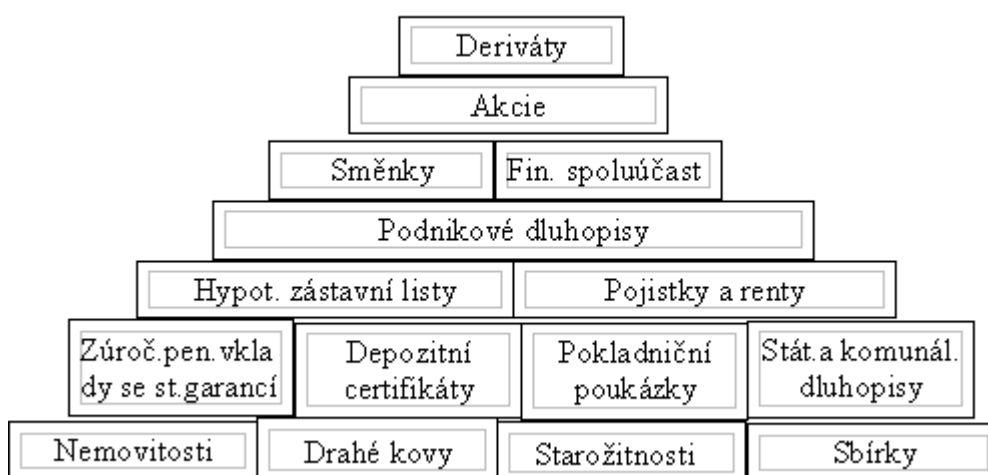 Deriváty
Akcie
Směnky
Fin. spoluúčast
Podnikové dluhopisy
Hypot. zástavní listy
Pojistky a renty
Zúroč.pen.vkla
dy se st.garancí
Depozitní
certifikáty
Pokladniční
poukázky
Stát.a komunál.
dluhopisy
Nemovitosti
Drahé kovy
Starožitnosti
Sbírky